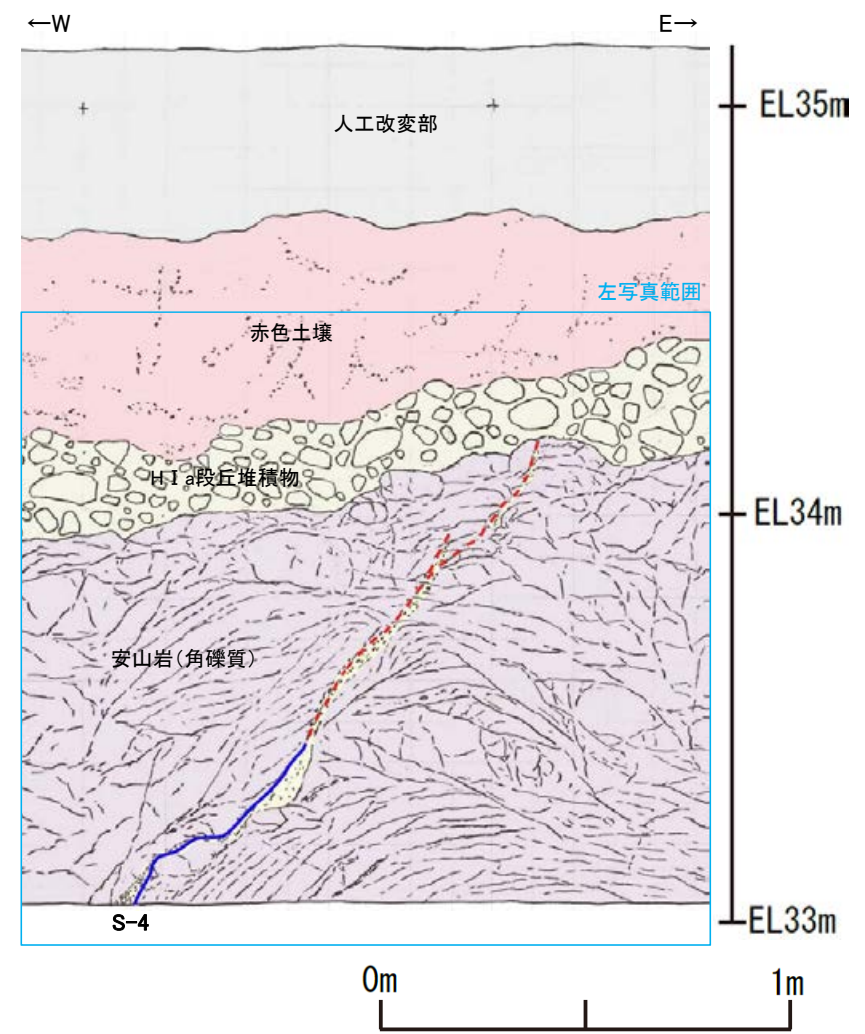 ←W
E→
EL35m
人工改変部
左写真範囲
赤色土壌
HⅠa段丘堆積物
EL34m
安山岩(角礫質)
EL33m
S-4
0m
1m